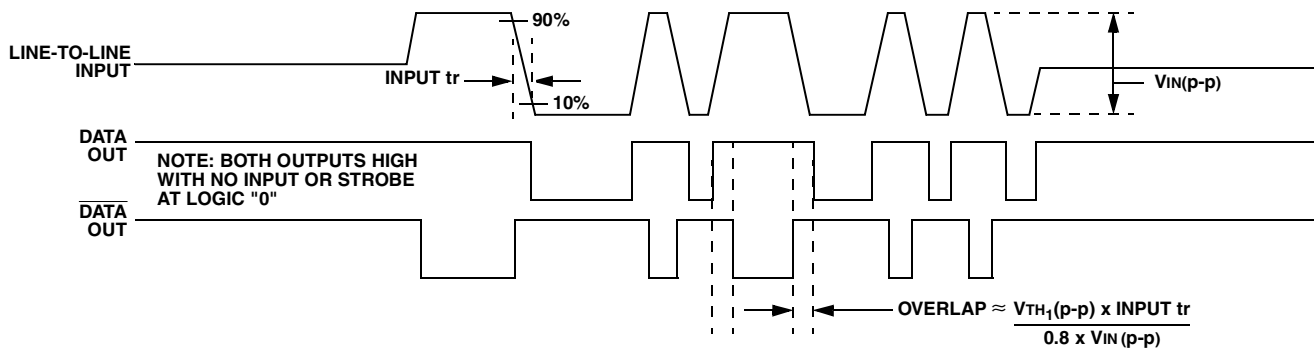 90%
LINE-TO-LINE
INPUT
INPUT tr
10%
VIN(p-p)
DATA
OUT
NOTE: BOTH OUTPUTS HIGH
WITH NO INPUT OR STROBE
AT LOGIC "0"
DATA
OUT
OVERLAP ≈ VTH1(p-p) x INPUT tr
0.8 x VIN (p-p)